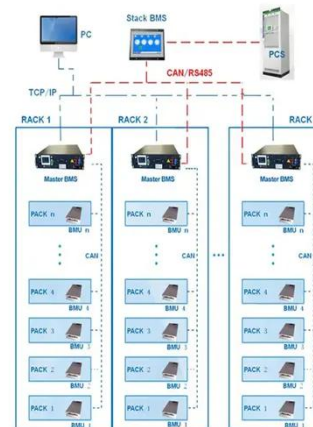 PC
Stack BMS
PCS
CAN/RS485
TCP/IP
RACK 1
RACK 2
RACK
Master BMS
Master BMS
Master BMS
PACK n
BMU n
PACK n
BMU n
PACK n
BMU n
CAN
CAN
CAN
PACK 4
BMU 4
PACK 4
BMU 4
PACK 4
BMU 4
PACK 3
BMU 3
PACK 3
BMU 3
PACK 3
BMU 3
PACK 2
BMU 2
PACK 2
BMU 2
PACK 2
BMU 2
PACK 1
BMU
PACK 1
BMU
PACK 1
BMU